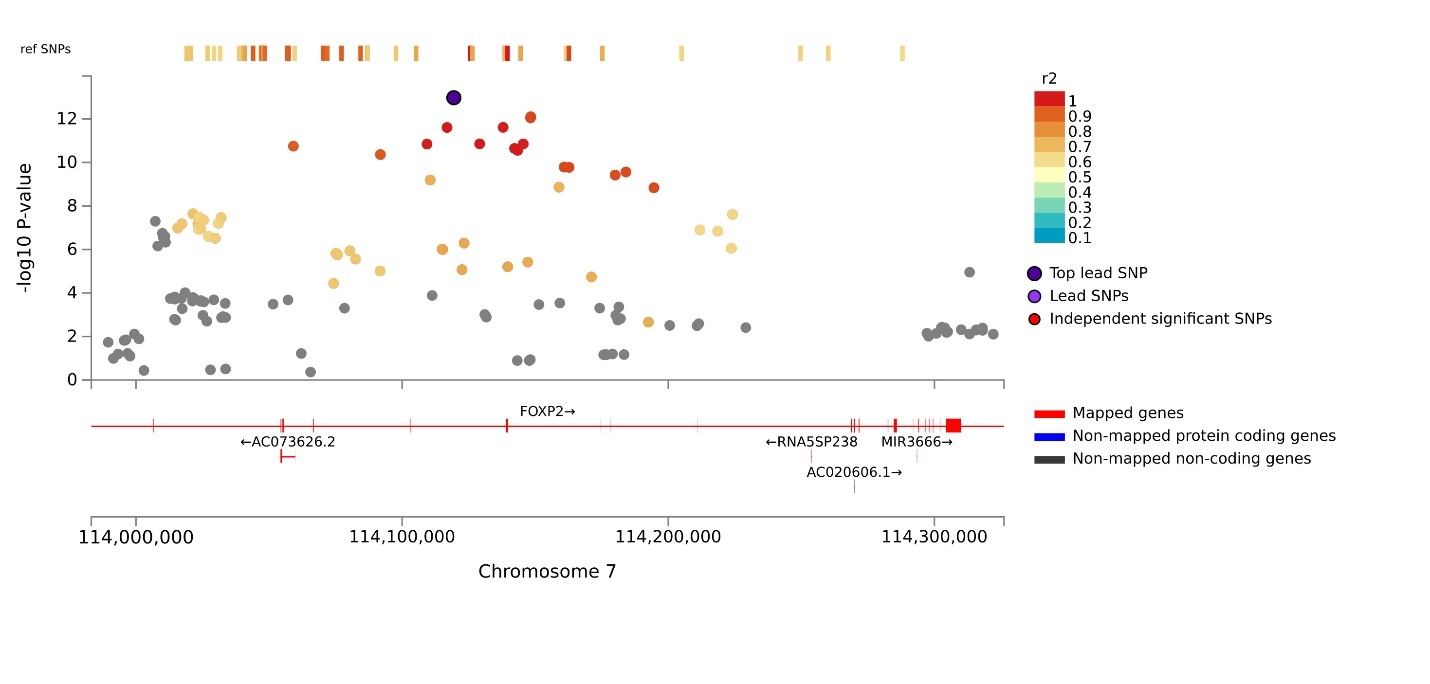 ref SNPs
-log10 P-value
12
10
8
6
4
2
0
r2
1
0.9
0.8
0.7
0.6
0.5
0.4
0.3
0.2
0.1
Top lead SNP
Lead SNPs
Independent significant SNPs
FOXP2→
←AC073626.2
←RNA5SP238
MIR3666→
AC020606.1→
Mapped genes
Non-mapped protein coding genes
Non-mapped non-coding genes
114,000,000
114,100,000
114,200,000
114,300,000
Chromosome 7